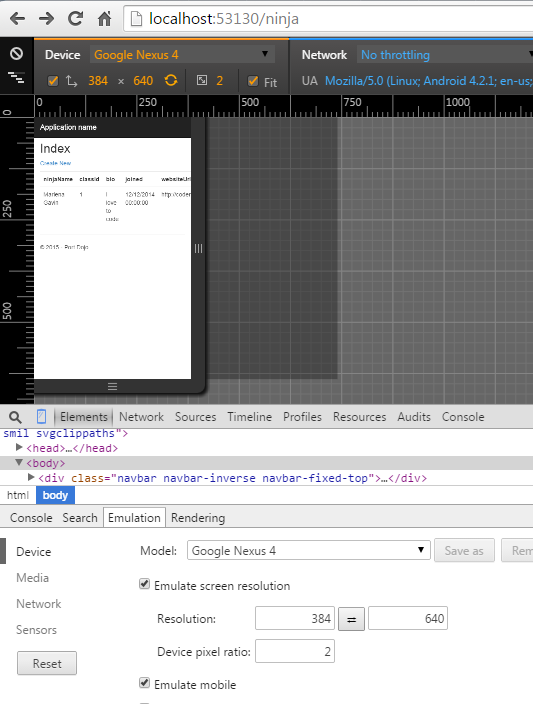 localhost:53130/ninja
Device Google Nexus 4 Network No throttling
384 × 640 2 Fit UA Mozilla/5.0 (Linux; Android 4.2.1; en-us;
0 250 500 750 1000
0
250
500
Application name
Index
Create New
ninjaName classId bio joined websiteUrl
Marlena Gavin 1 I love to code 12/12/2014 00:00:00 http://coder
© 2015 - Port Dojo
Elements Network Sources Timeline Profiles Resources Audits Console
smil svgclippaths">
<head>…</head>
<body>
<div class="navbar navbar-inverse navbar-fixed-top">…</div>
html body
Console Search Emulation Rendering
Device
Media
Network
Sensors
Reset
Model: Google Nexus 4 Save as Rem
Emulate screen resolution
Resolution: 384 640
Device pixel ratio: 2
Emulate mobile